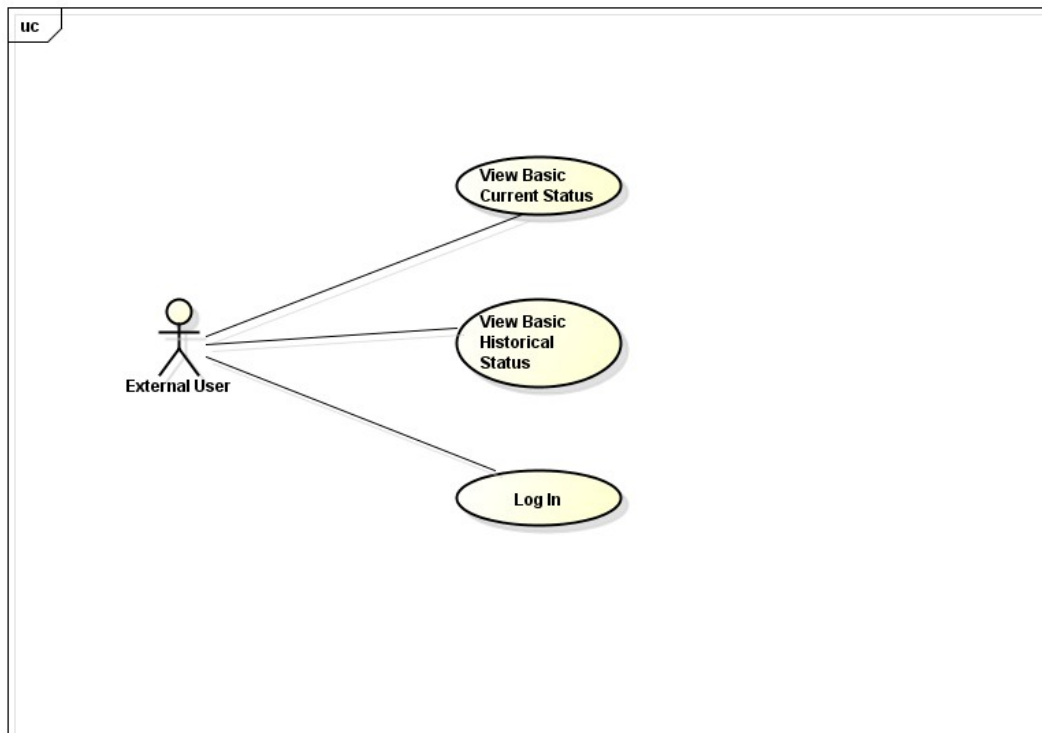 uc
View Basic
Current Status
View Basic
Historical
Status
External User
Log In